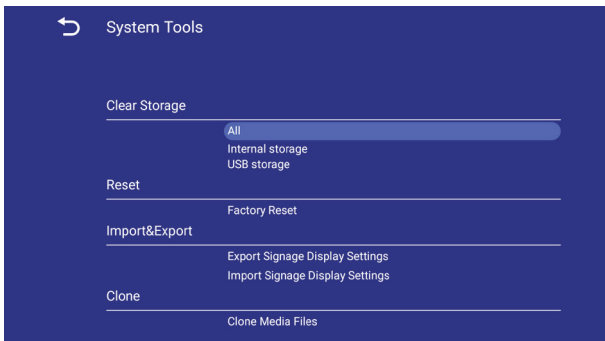 System Tools
Clear Storage
All
Internal storage
USB storage
Reset
Factory Reset
Import&Export
Export Signage Display Settings
Import Signage Display Settings
Clone
Clone Media Files